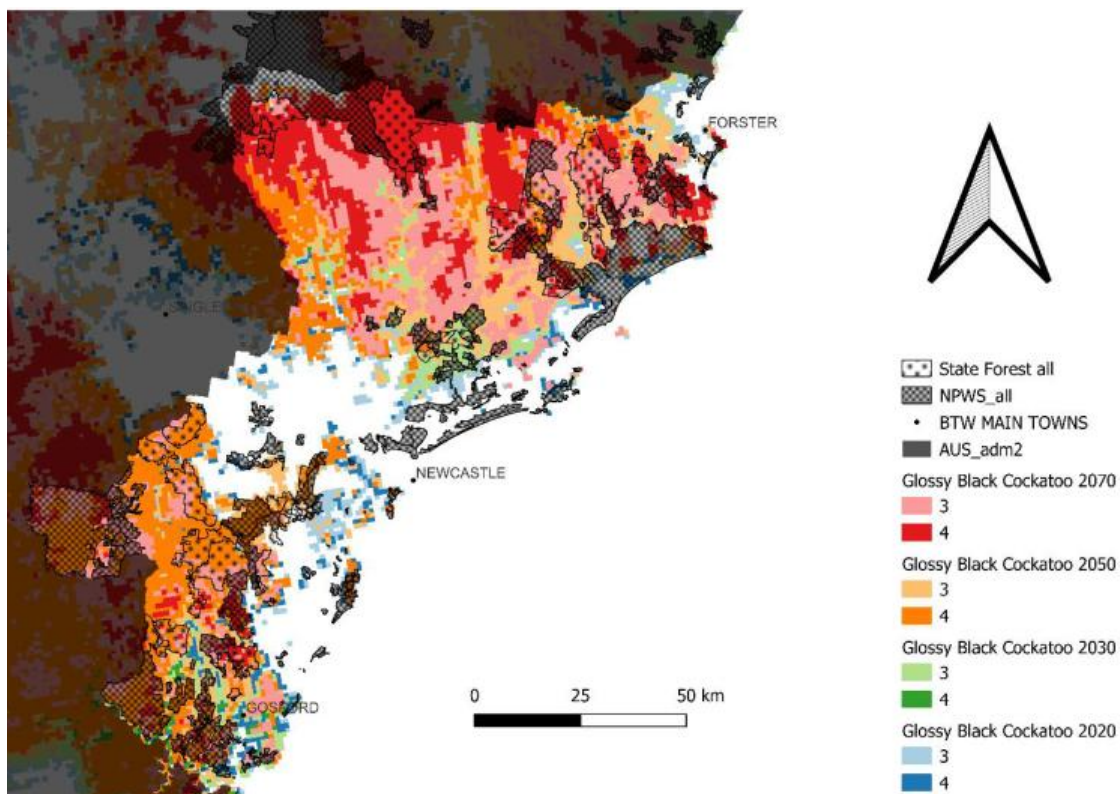 FORSTER
NEWCASTLE
GOSFORD
0 25 50 km
State Forest all
NPWS_all
BTW MAIN TOWNS
AUS_adm2
Glossy Black Cockatoo 2070
3
4
Glossy Black Cockatoo 2050
3
4
Glossy Black Cockatoo 2030
3
4
Glossy Black Cockatoo 2020
3
4